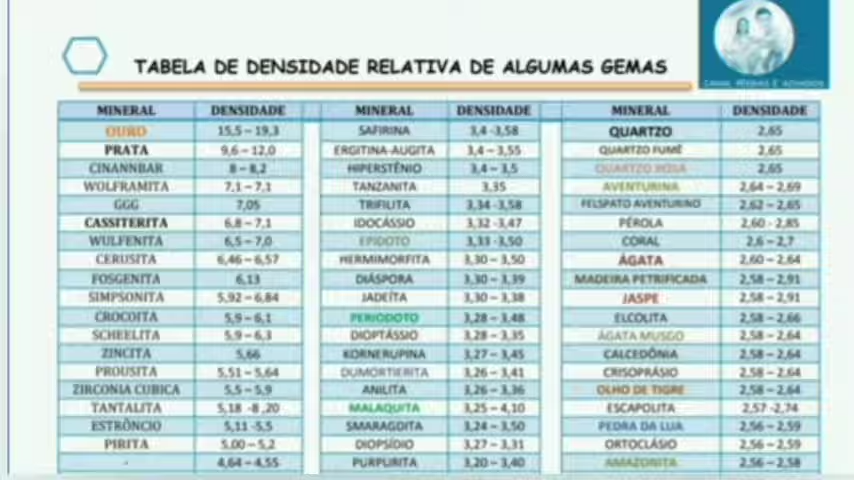 TABELA DE DENSIDADE RELATIVA DE ALGUMAS GEMAS
MINERAL DENSIDADE MINERAL DENSIDADE MINERAL DENSIDADE
OURO 15,5 – 19,3 SAFIRINA 3,4 -3,58 QUARTZO 2,65
PRATA 9,6 – 12,0 ERGITINA-AUGITA 3,4 – 3,55 QUARTZO FUMÊ 2,65
CINANNBAR 8 – 8,2 HIPERSTÊNIO 3,4 – 3,5 QUARTZO ROSA 2,65
WOLFRAMITA 7,1 – 7,1 TANZANITA 3,35 AVENTURINA 2,64 – 2,69
GGG 7,05 TRIFILITA 3,34 -3,58 FELSPATO AVENTURINO 2,62 – 2,65
CASSITERITA 6,8 – 7,1 IDOCÁSSIO 3,32 -3,47 PÉROLA 2,60 - 2,85
WULFENITA 6,5 – 7,0 EPIDOTO 3,33 -3,50 CORAL 2,6 – 2,7
CERUSITA 6,46 – 6,57 HERMIMORFITA 3,30 – 3,50 ÁGATA 2,60 – 2,64
FOSGENITA 6,13 DIÁSPORA 3,30 – 3,39 MADEIRA PETRIFICADA 2,58 – 2,91
SIMPSONITA 5,92 – 6,84 JADEÍTA 3,30 – 3,38 JASPE 2,58 – 2,91
CROCOITA 5,9 – 6,1 PERIODOTO 3,28 – 3,48 ELCOLITA 2,58 – 2,66
SCHEELITA 5,9 – 6,3 DIOPTÁSSIO 3,28 – 3,35 ÁGATA MUSGO 2,58 – 2,64
ZINCITA 5,66 KORNERUPINA 3,27 – 3,45 CALCEDÔNIA 2,58 – 2,64
PROUSITA 5,51 – 5,64 DUMORTIERITA 3,26 – 3,41 CRISOPRÁSIO 2,58 – 2,64
ZIRCONIA CUBICA 5,5 – 5,9 ANILITA 3,26 – 3,36 OLHO DE TIGRE 2,58 – 2,64
TANTALITA 5,18 -8 ,20 MALAQUITA 3,25 – 4,10 ESCAPOLITA 2,57 -2,74
ESTRÔNCIO 5,11 -5,5 SMARAGOITA 3,24 – 3,50 PEDRA DA LUA 2,56 – 2,59
PIRITA 5,00 – 5,2 DIOPSÍDIO 3,27 – 3,31 ORTOCLÁSIO 2,56 – 2,59
- 4,64 – 4,55 PURPURITA 3,20 – 3,40 AMAZONITA 2,56 – 2,58